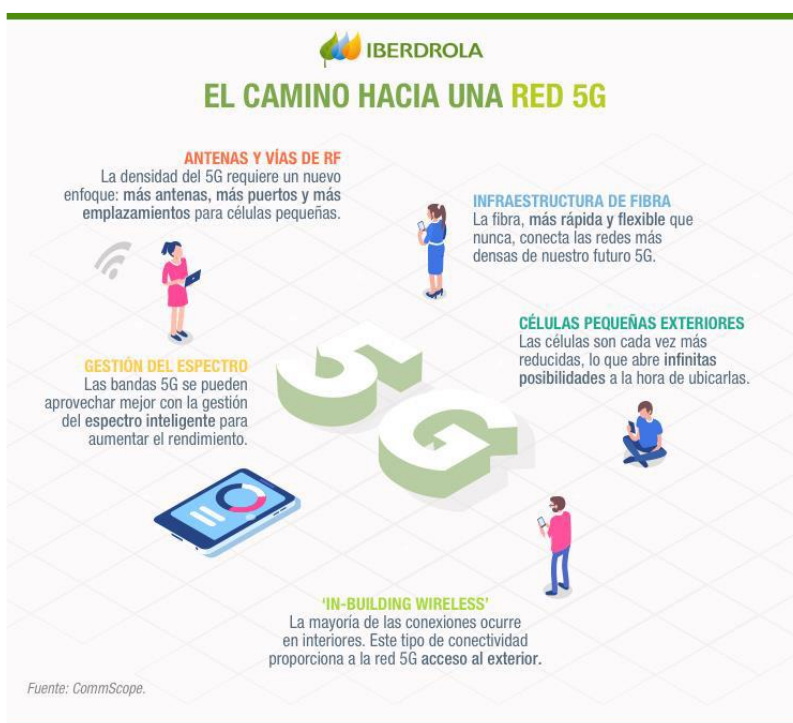 IBERDROLA
EL CAMINO HACIA UNA RED 5G
ANTENAS Y VÍAS DE RF
La densidad del 5G requiere un nuevo
enfoque: más antenas, más puertos y más
emplazamientos para células pequeñas.
INFRAESTRUCTURA DE FIBRA
La fibra, más rápida y flexible que
nunca, conecta las redes más
densas de nuestro futuro 5G.
CÉLULAS PEQUEÑAS EXTERIORES
Las células son cada vez más
reducidas, lo que abre infinitas
posibilidades a la hora de ubicarlas.
GESTIÓN DEL ESPECTRO
Las bandas 5G se pueden
aprovechar mejor con la gestión
del espectro inteligente para
aumentar el rendimiento.
5G
'IN-BUILDING WIRELESS'
La mayoría de las conexiones ocurre
en interiores. Este tipo de conectividad
proporciona a la red 5G acceso al exterior.
Fuente: CommScope.